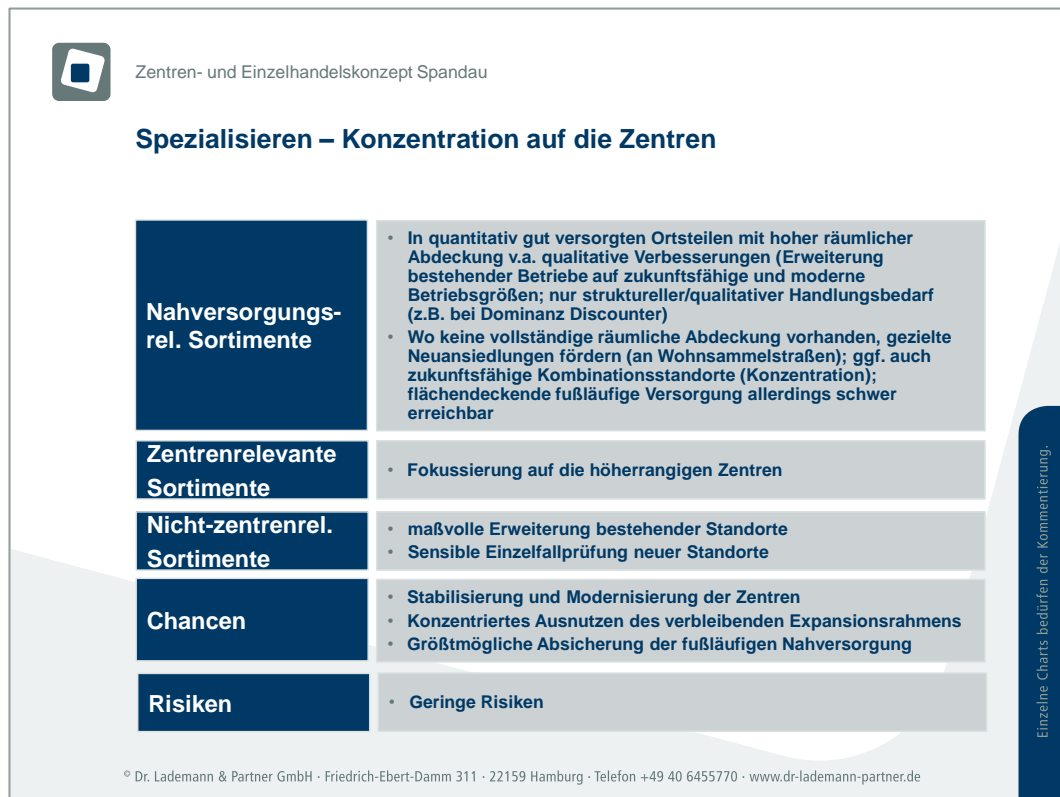 Zentren- und Einzelhandelskonzept Spandau
Spezialisieren – Konzentration auf die Zentren
Nahversorgungs-
rel. Sortimente
• In quantitativ gut versorgten Ortsteilen mit hoher räumlicher
Abdeckung v.a. qualitative Verbesserungen (Erweiterung
bestehender Betriebe auf zukunftsfähige und moderne
Betriebsgrößen; nur struktureller/qualitativer Handlungsbedarf
(z.B. bei Dominanz Discounter)
• Wo keine vollständige räumliche Abdeckung vorhanden, gezielte
Neuansiedlungen fördern (an Wohnsammelstraßen); ggf. auch
zukunftsfähige Kombinationsstandorte (Konzentration);
flächendeckende fußläufige Versorgung allerdings schwer
erreichbar
Zentrenrelevante
Sortimente
• Fokussierung auf die höherrangigen Zentren
Nicht-zentrenrel.
Sortimente
• maßvolle Erweiterung bestehender Standorte
• Sensible Einzelfallprüfung neuer Standorte
Chancen
• Stabilisierung und Modernisierung der Zentren
• Konzentriertes Ausnutzen des verbleibenden Expansionsrahmens
• Größtmögliche Absicherung der fußläufigen Nahversorgung
Risiken
• Geringe Risiken
Einzelne Charts bedürfen der Kommentierung.
© Dr. Lademann & Partner GmbH · Friedrich-Ebert-Damm 311 · 22159 Hamburg · Telefon +49 40 6455770 · www.dr-lademann-partner.de